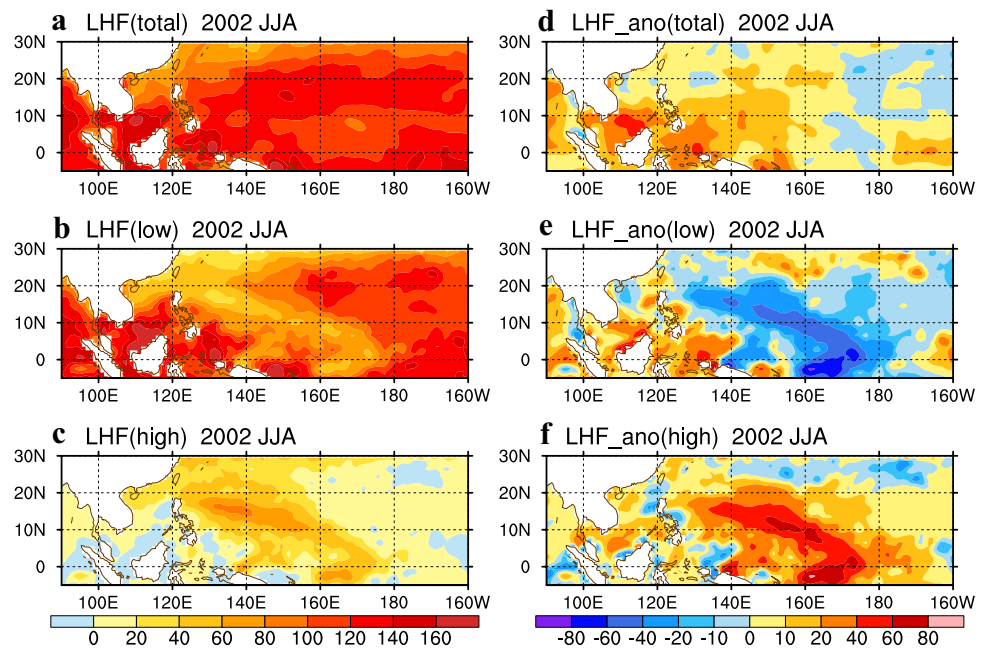 a LHF(total) 2002 JJA
30N
20N
10N
0
100E 120E 140E 160E 180 160W
b LHF(low) 2002 JJA
30N
20N
10N
0
100E 120E 140E 160E 180 160W
c LHF(high) 2002 JJA
30N
20N
10N
0
100E 120E 140E 160E 180 160W
0 20 40 60 80 100 120 140 160
d LHF_ano(total) 2002 JJA
30N
20N
10N
0
100E 120E 140E 160E 180 160W
e LHF_ano(low) 2002 JJA
30N
20N
10N
0
100E 120E 140E 160E 180 160W
f LHF_ano(high) 2002 JJA
30N
20N
10N
0
100E 120E 140E 160E 180 160W
-80 -60 -40 -20 -10 0 10 20 40 60 80